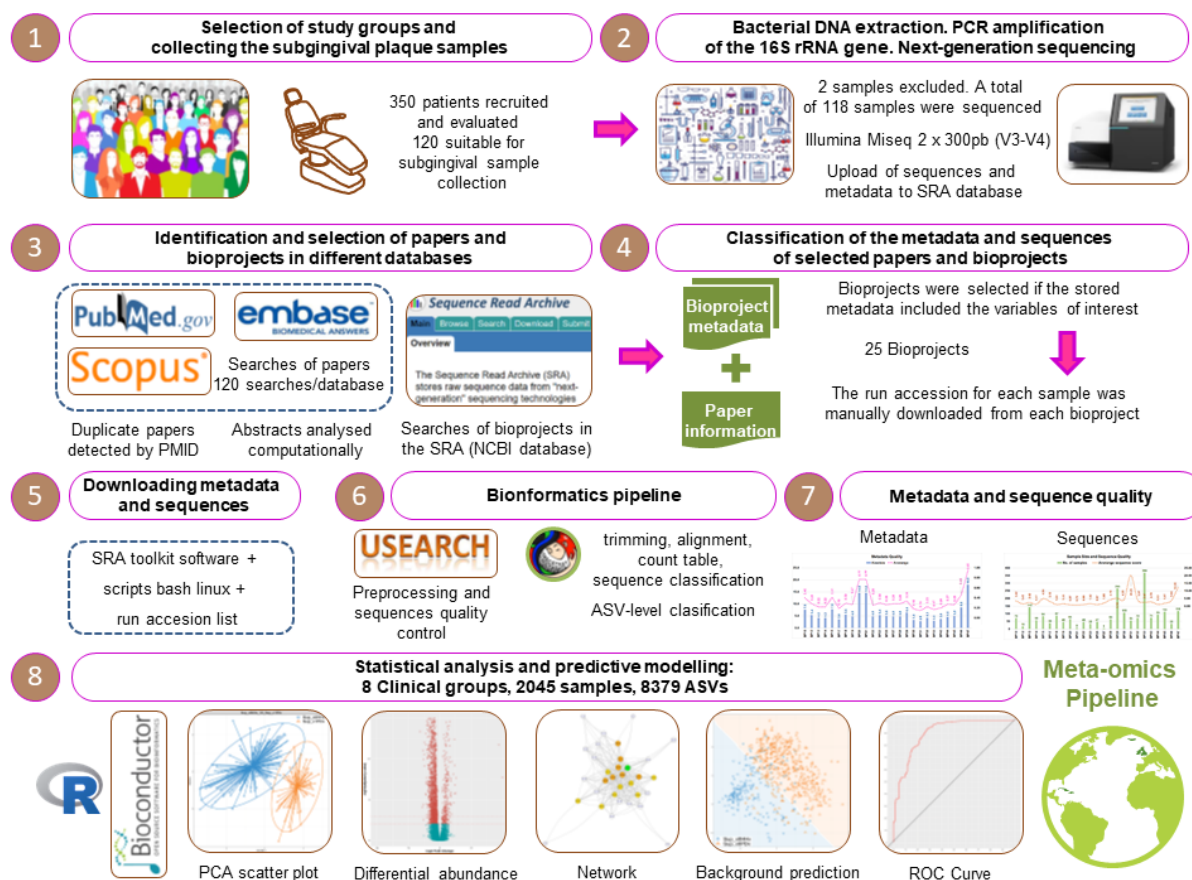 1
Selection of study groups and
collecting the subgingival plaque samples
350 patients recruited
and evaluated
120 suitable for
subgingival sample
collection
2
Bacterial DNA extraction. PCR amplification
of the 16S rRNA gene. Next-generation sequencing
2 samples excluded. A total
of 118 samples were sequenced
Illumina Miseq 2 x 300pb (V3-V4)
Upload of sequences and
metadata to SRA database
3
Identification and selection of papers and
bioprojects in different databases
PubMed.gov
embase
BIOMEDICAL ANSWERS
Scopus
Searches of papers
120 searches/database
Duplicate papers
detected by PMID
Abstracts analysed
computationally
Sequence Read Archive
Main Browse Search Download Submit
Overview
The Sequence Read Archive (SRA)
stores raw sequence data from "next-
generation" sequencing technologies
Searches of bioprojects in
the SRA (NCBI database)
4
Classification of the metadata and sequences
of selected papers and bioprojects
Bioproject
metadata
Paper
information
Bioprojects were selected if the stored
metadata included the variables of interest
25 Bioprojects
The run accession for each sample was
manually downloaded from each bioproject
5
Downloading metadata
and sequences
SRA toolkit software +
scripts bash linux +
run accesion list
6
Bionformatics pipeline
USEARCH
Preprocessing and
sequences quality
control
trimming, alignment,
count table,
sequence classification
ASV-level clasification
7
Metadata and sequence quality
Metadata
Metadata Quality
Sequences
Sample Size and Sequence Quality
8
Statistical analysis and predictive modelling:
8 Clinical groups, 2045 samples, 8379 ASVs
R
Bioconductor
OPEN SOURCE SOFTWARE FOR BIOINFORMATICS
PCA scatter plot
Differential abundance
Network
Background prediction
ROC Curve
Meta-omics
Pipeline